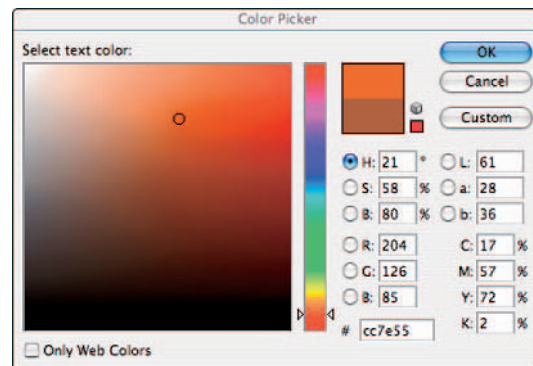 Color Picker
Select text color:
OK
Cancel
Custom
H: 21 °
L: 61
S: 58 %
a: 28
B: 80 %
b: 36
R: 204
C: 17 %
G: 126
M: 57 %
B: 85
Y: 72 %
# cc7e55
K: 2 %
Only Web Colors